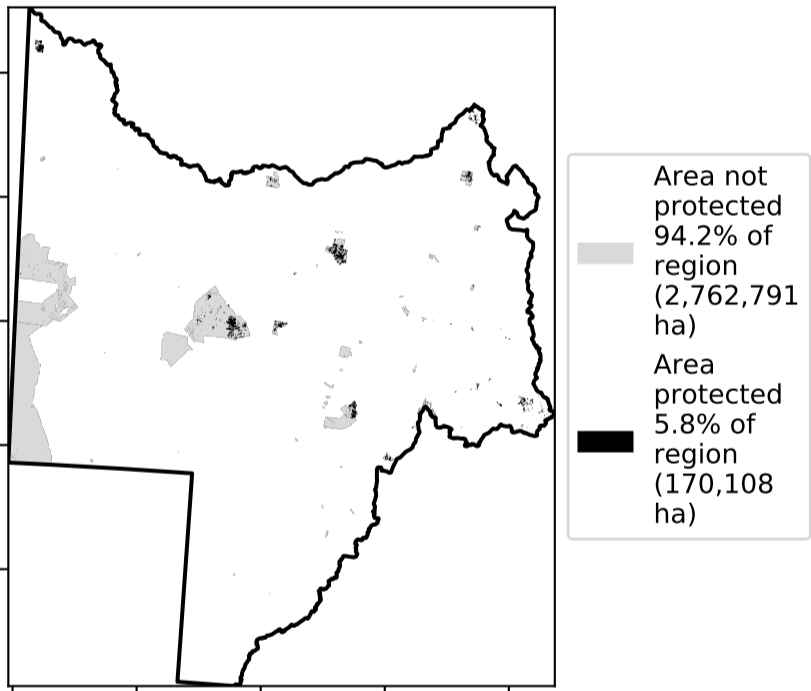 Area not
protected
94.2% of
region
(2,762,791
ha)
Area
protected
5.8% of
region
(170,108
ha)